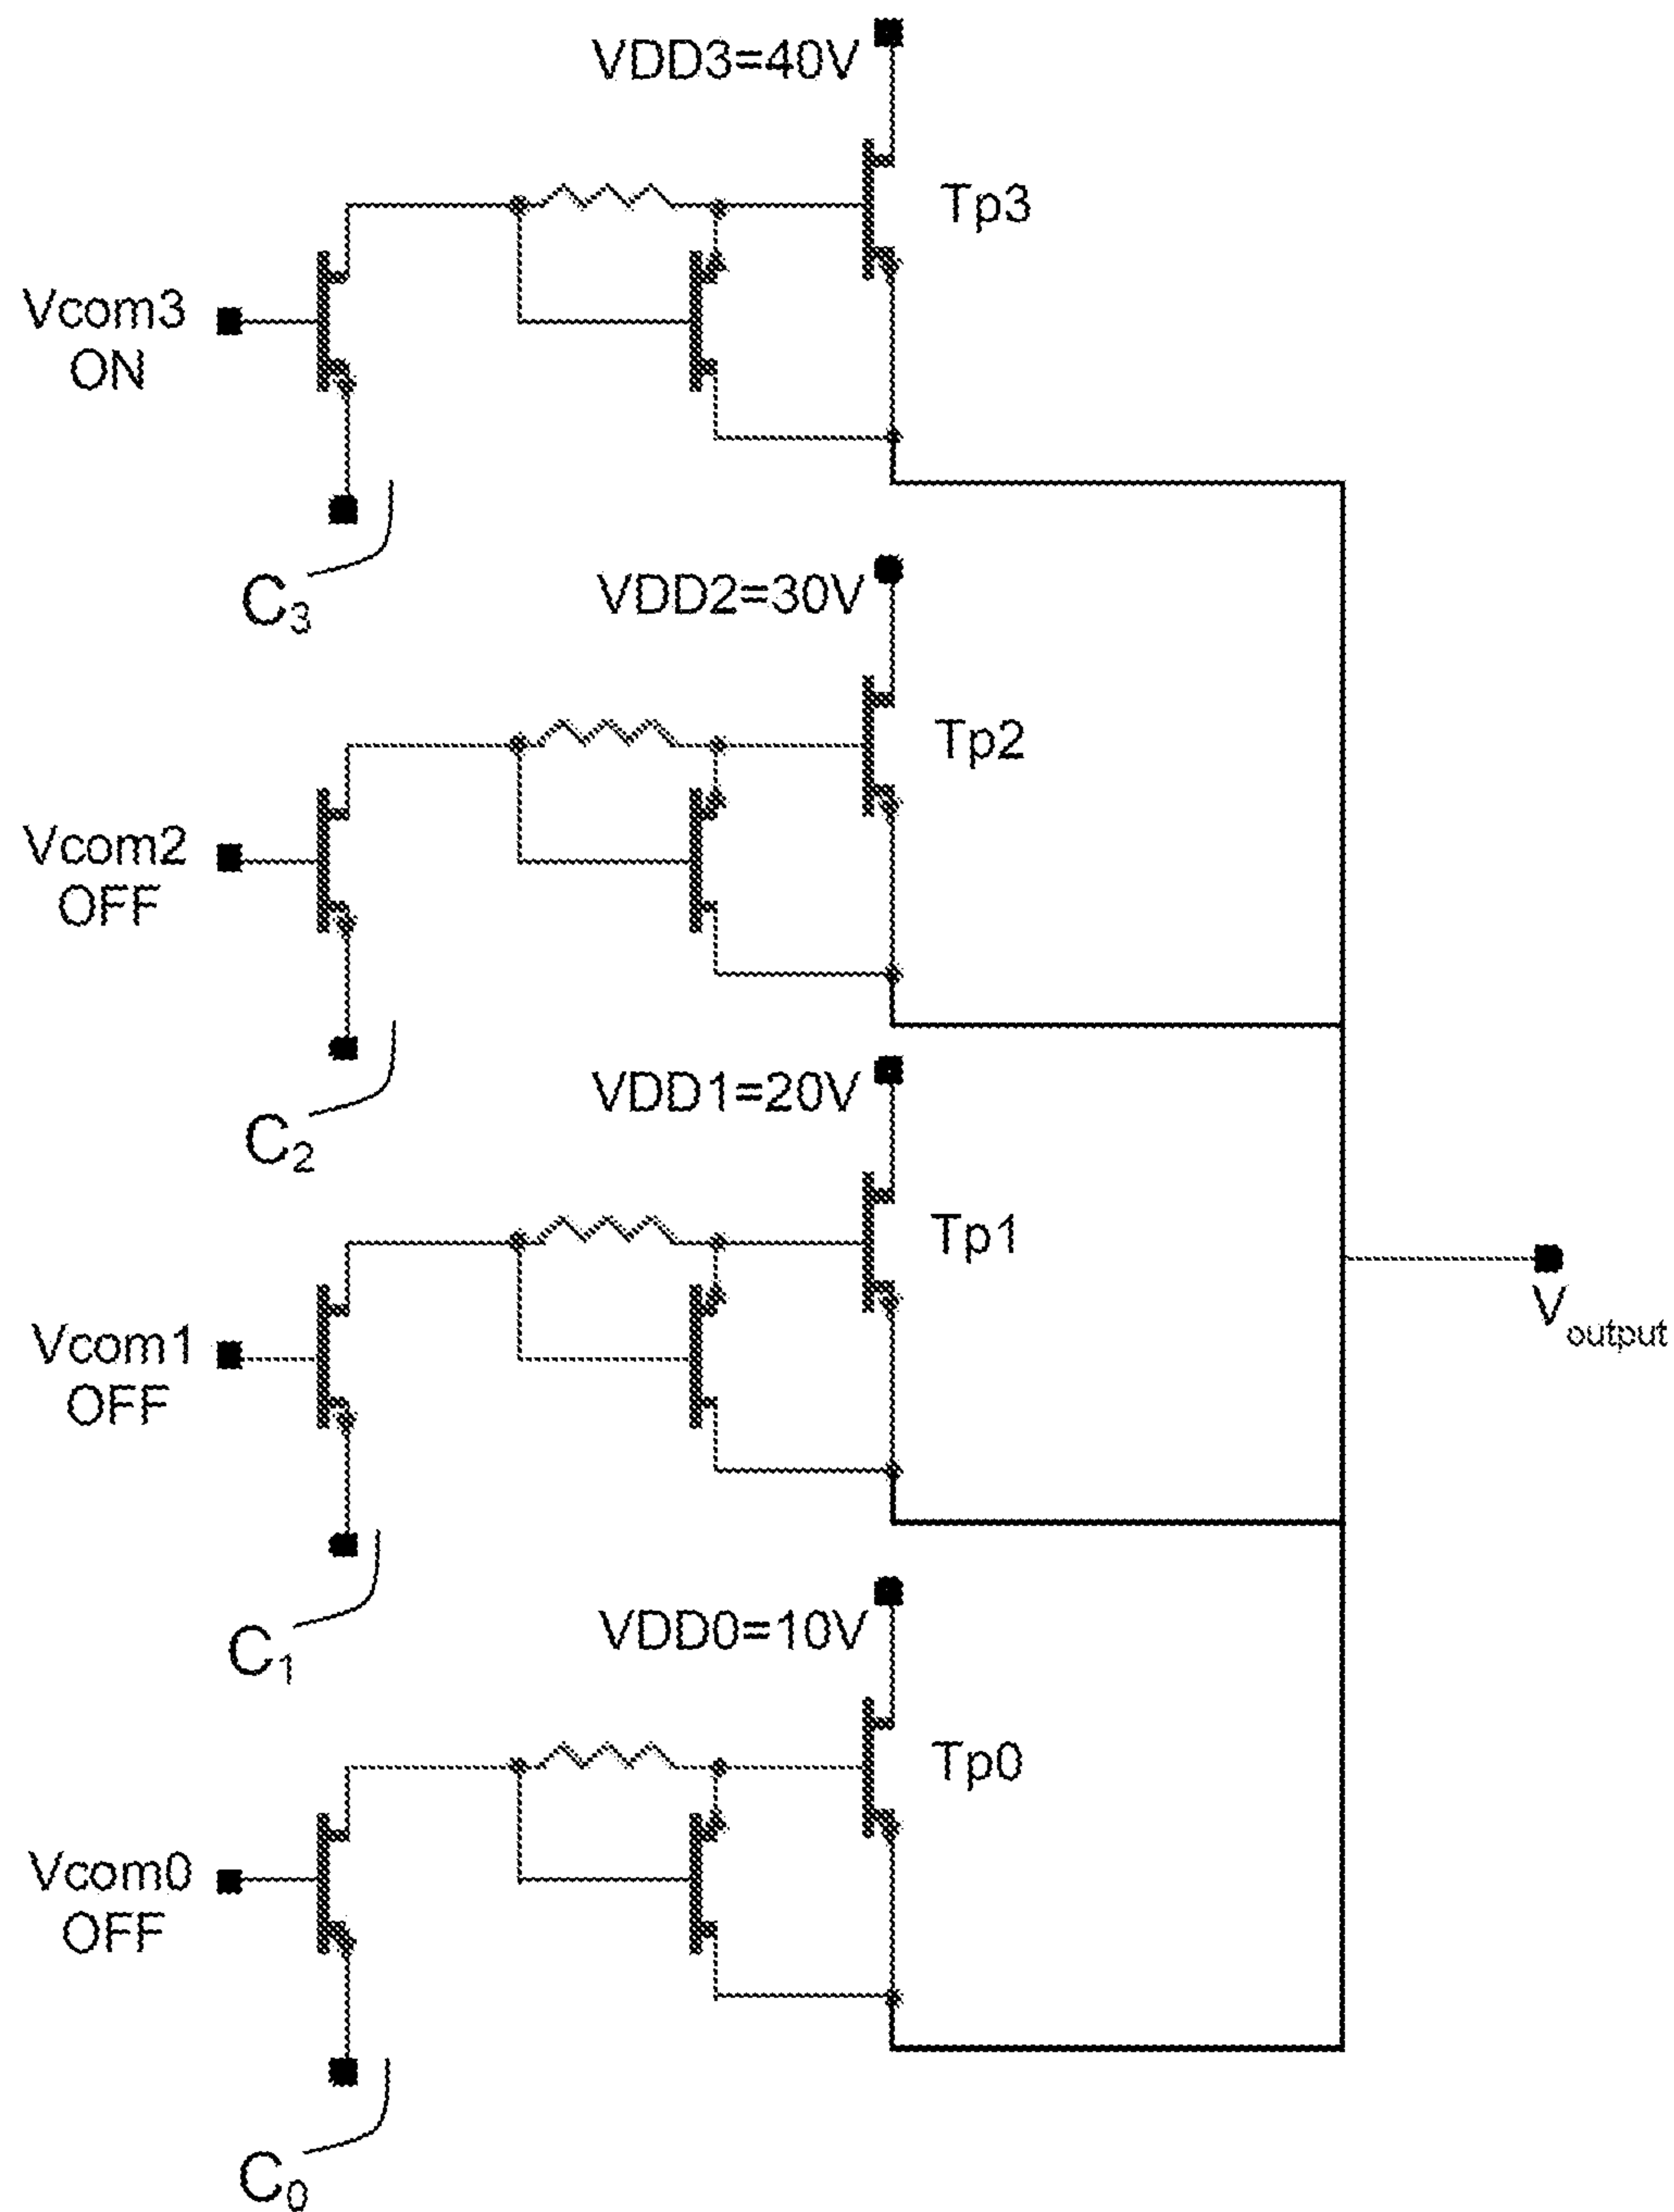 VDD3=40V
Tp3
Vcom3
ON
C₃
VDD2=30V
Tp2
Vcom2
OFF
C₂
VDD1=20V
Tp1
Vcom1
OFF
V output
C₁
VDD0=10V
Tp0
Vcom0
OFF
C₀